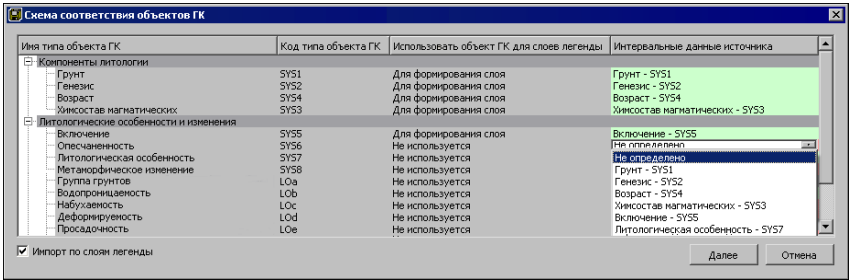 Схема соответствия объектов ГК
Имя типа объекта ГК Код типа объекта ГК Использовать объект ГК для слоев легенды Интервальные данные источника
Компоненты литологии
Грунт SYS1 Для формирования слоя Грунт - SYS1
Генезис SYS2 Для формирования слоя Генезис - SYS2
Возраст SYS4 Для формирования слоя Возраст - SYS4
Химсостав магматических SYS3 Для формирования слоя Химсостав магматических - SYS3
Литологические особенности и изменения
Включение SYS5 Для формирования слоя Включение - SYS5
Опесчаненность SYS6 Не используется Не определено
Литологическая особенность SYS7 Не используется Не определено
Метаморфическое изменение SYS8 Не используется Грунт - SYS1
Группа грунтов LOa Не используется Генезис - SYS2
Водопроницаемость LOb Не используется Возраст - SYS4
Набухаемость LOc Не используется Химсостав магматических - SYS3
Деформируемость LOd Не используется Включение - SYS5
Просадочность LOe Не используется Литологическая особенность - SYS7
Импорт по слоям легенды Далее Отмена